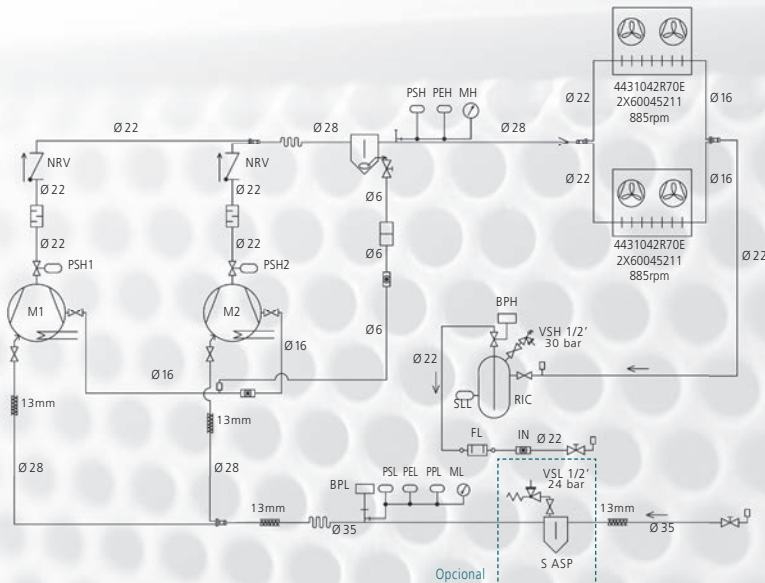 4431042R70E
2X60045211
885rpm
Ø 22
Ø 16
PSH PEH MH
Ø 22
Ø 28
Ø 28
NRV
NRV
Ø 22
Ø 22
Ø 22
Ø 16
Ø 6
Ø 22
Ø 22
Ø 6
4431042R70E
2X60045211
885rpm
Ø 22
PSH1
PSH2
M1
M2
Ø 6
Ø 16
BPH
VSH 1/2'
30 bar
Ø 22
Ø 16
SLL
RIC
13mm
13mm
FL
IN
Ø 22
Ø 28
Ø 28
BPL
PSL PEL PPL ML
VSL 1/2'
24 bar
13mm
13mm
Ø 35
Ø 35
S ASP
Opcional